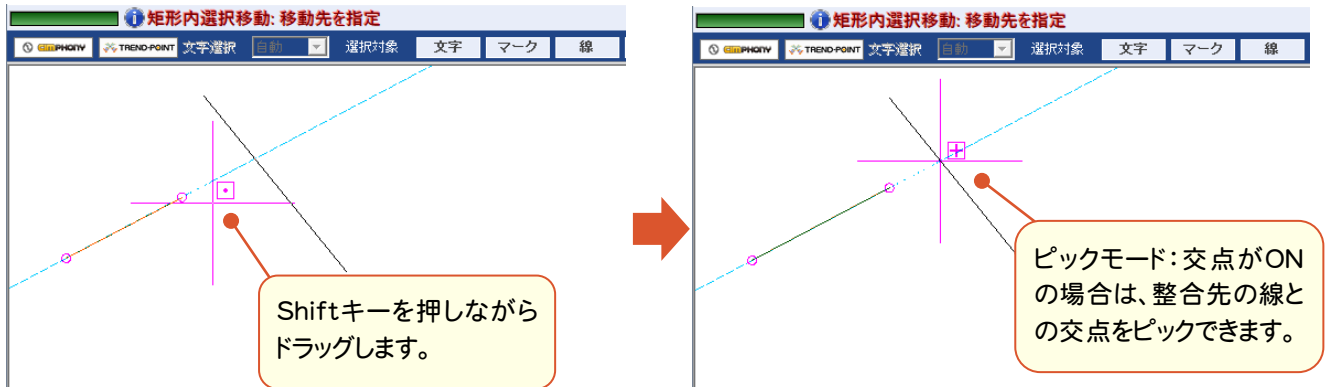 矩形内選択移動: 移動先を指定
TREND-POINT 文字選択 自動 選択対象 文字 マーク 線
Shiftキーを押しながら
ドラッグします。
矩形内選択移動: 移動先を指定
TREND-POINT 文字選択 自動 選択対象 文字 マーク 線
ピックモード：交点がON
の場合は、整合先の線と
の交点をピックできます。